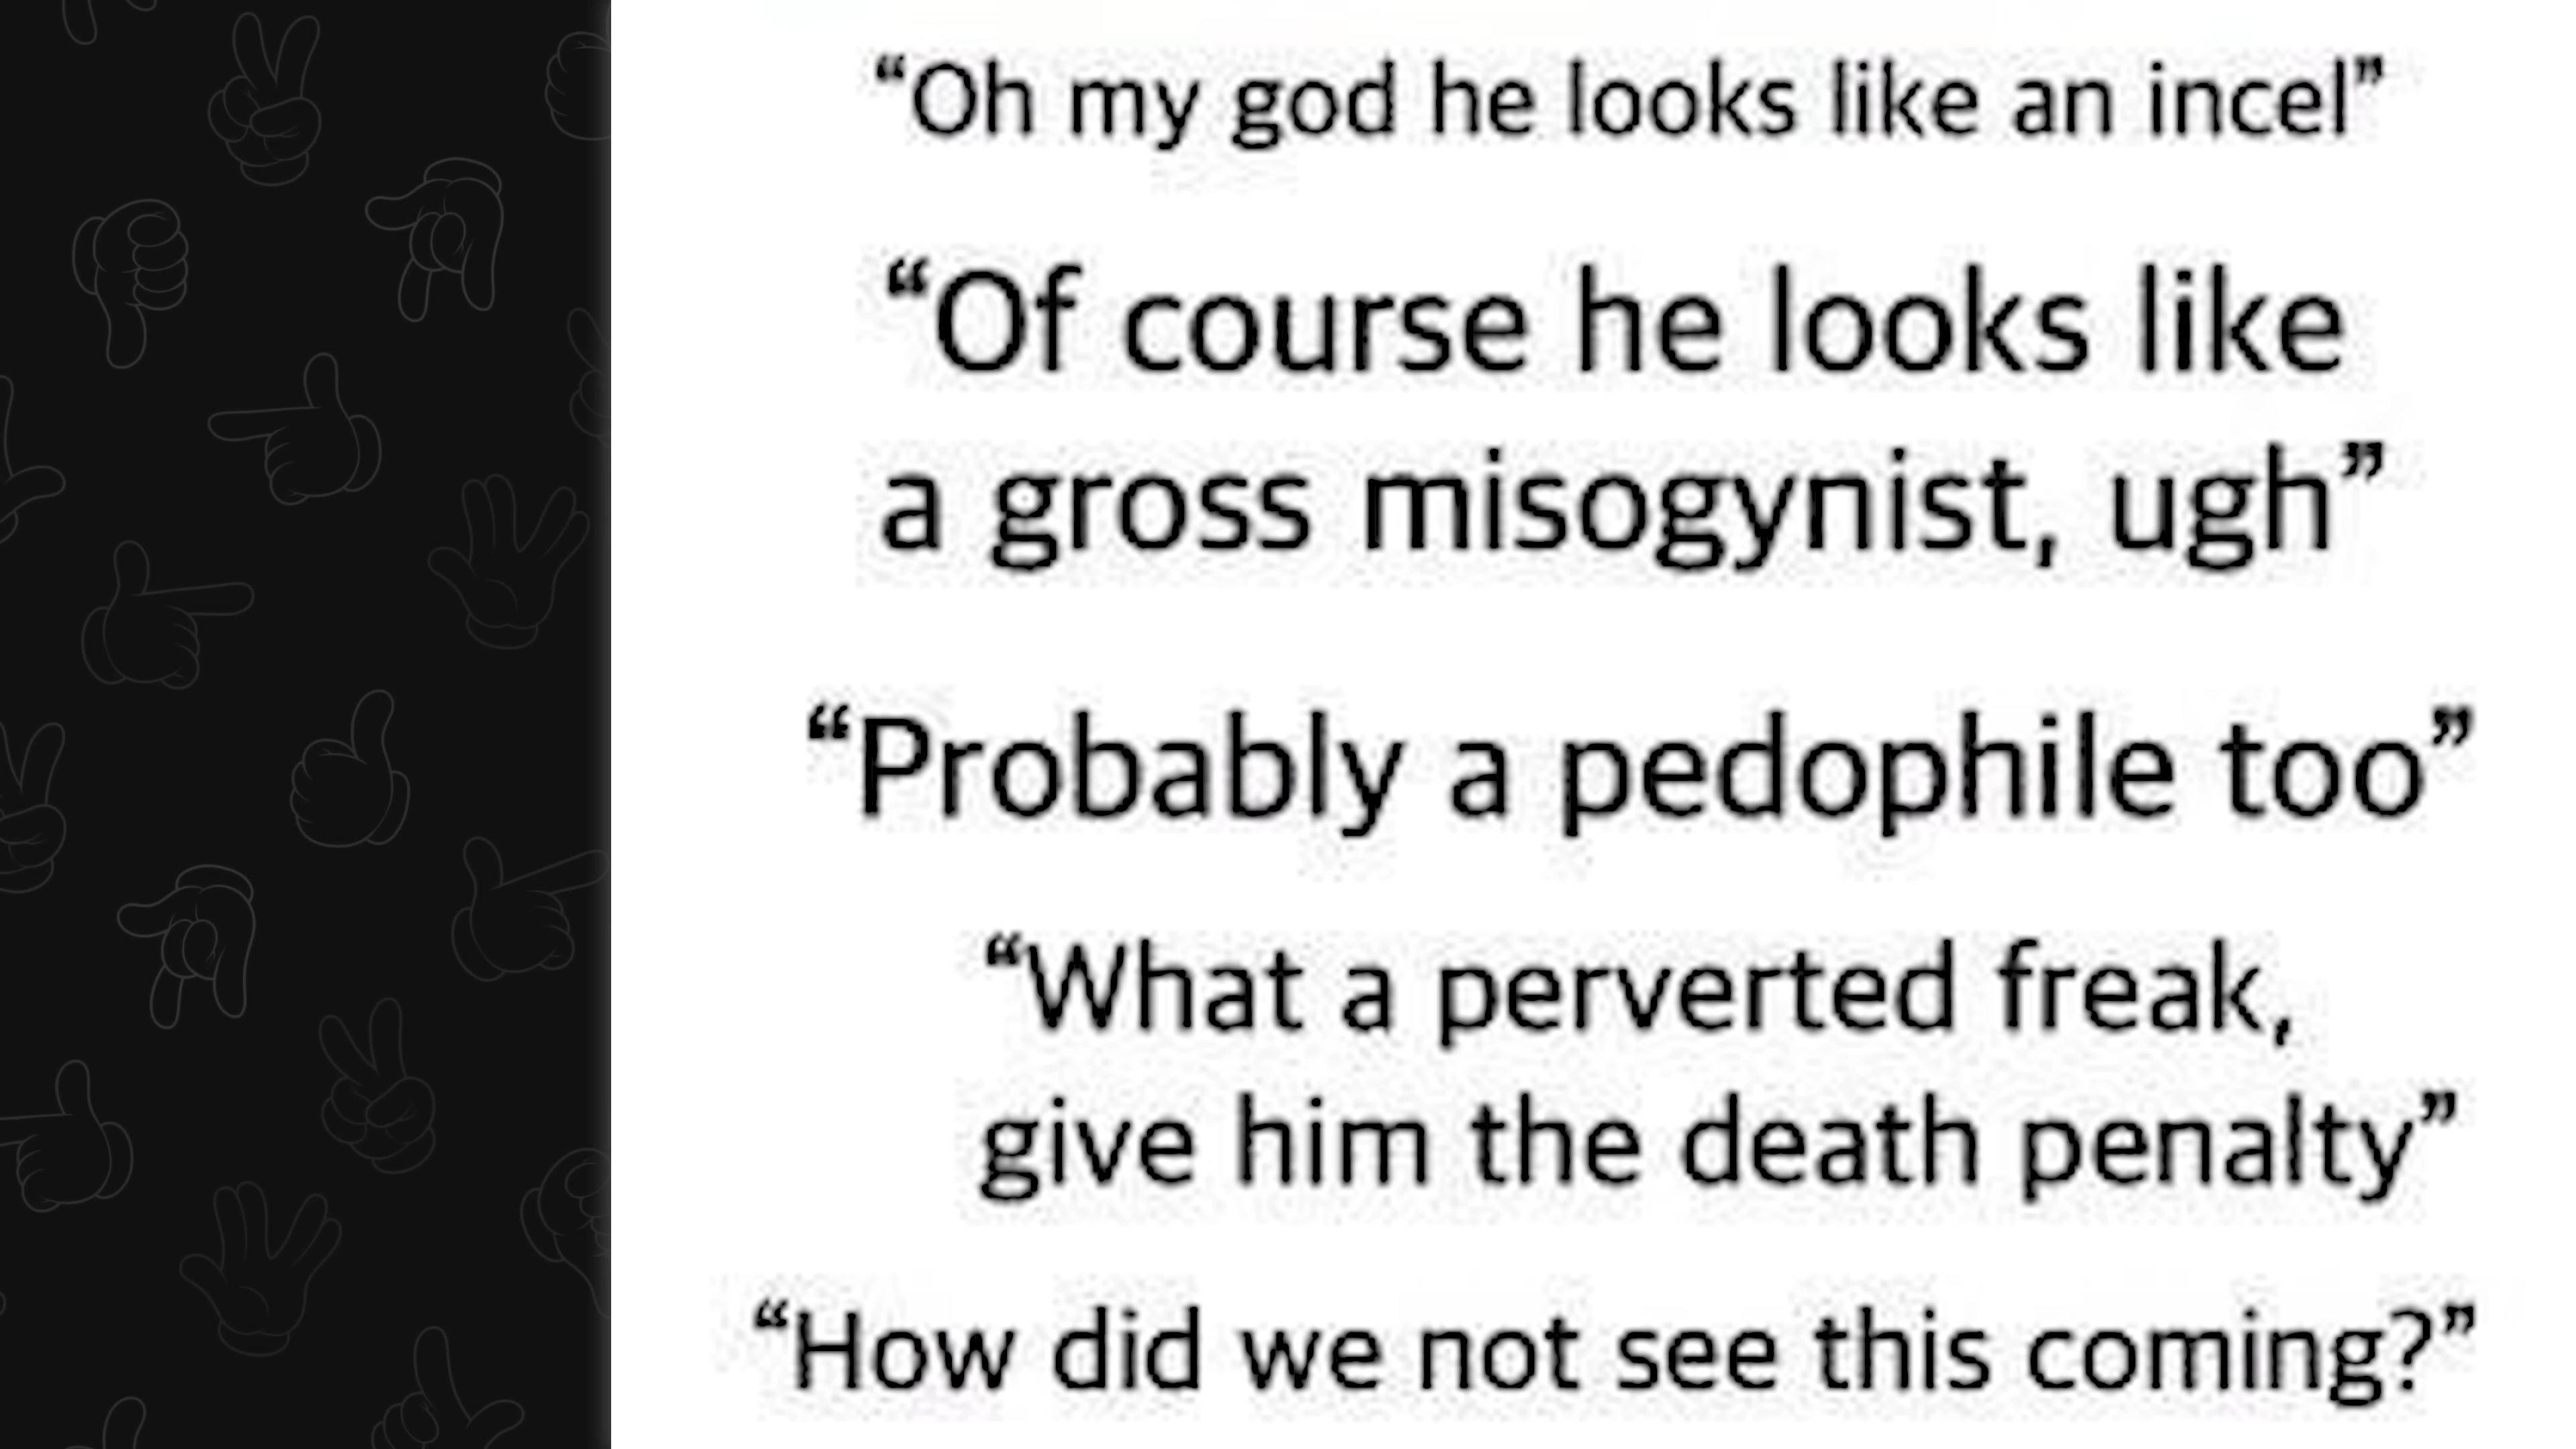 “Oh my god he looks like an incel”
“Of course he looks like
a gross misogynist, ugh”
“Probably a pedophile too”
“What a perverted freak,
give him the death penalty”
“How did we not see this coming?”